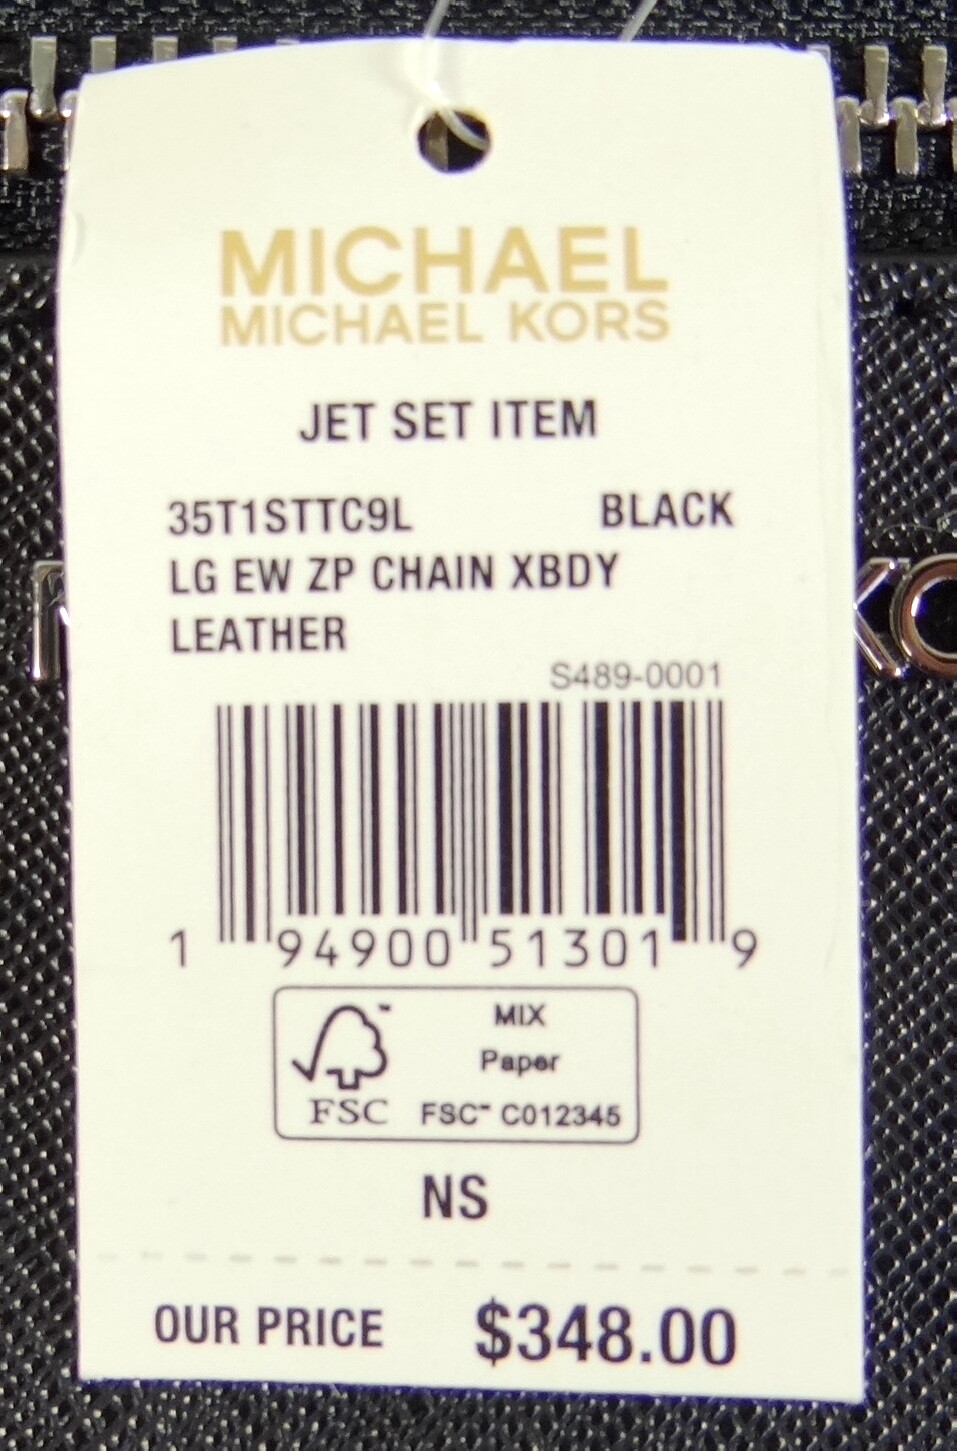 MICHAEL
MICHAEL KORS
JET SET ITEM
35T1STTC9L BLACK
LG EW ZP CHAIN XBDY
LEATHER
S489-0001
1 94900 51301 9
FSC
MIX
Paper
FSC™ C012345
NS
OUR PRICE $348.00